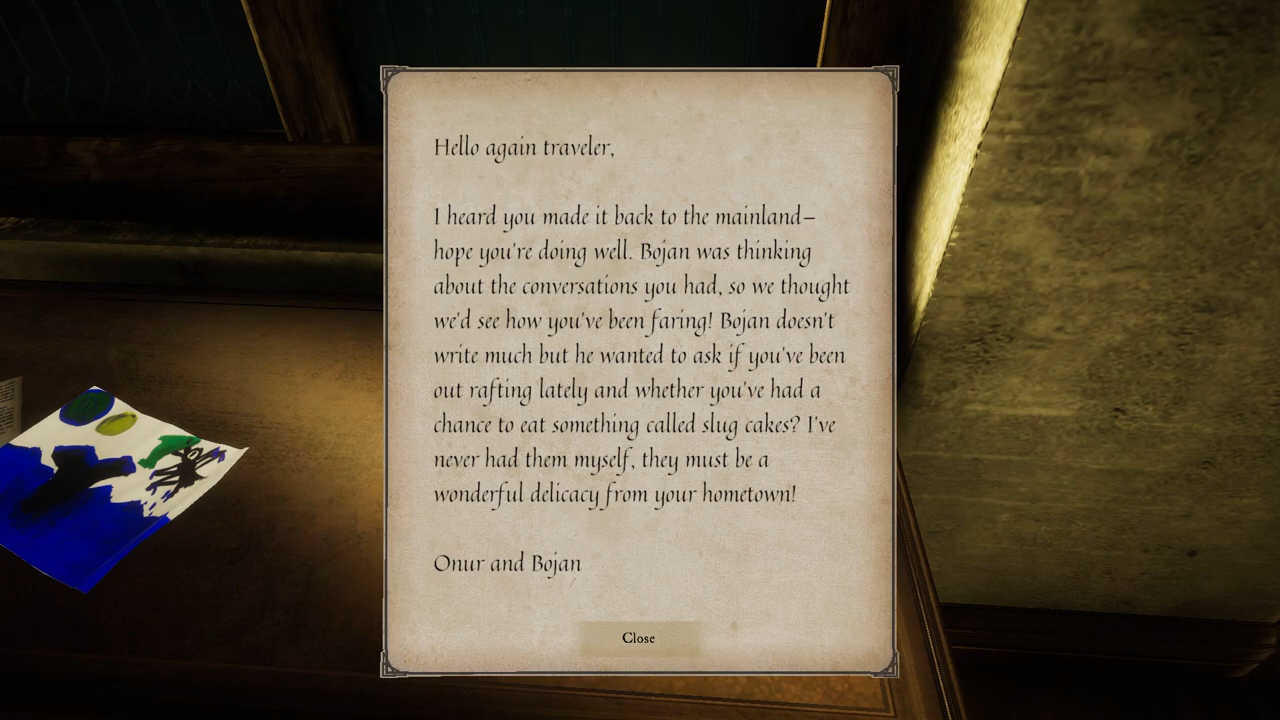 Hello again traveler,
I heard you made it back to the mainland–
hope you're doing well. Bojan was thinking
about the conversations you had, so we thought
we'd see how you've been faring! Bojan doesn't
write much but he wanted to ask if you've been
out rafting lately and whether you've had a
chance to eat something called slug cakes? I've
never had them myself, they must be a
wonderful delicacy from your hometown!
Onur and Bojan
Close